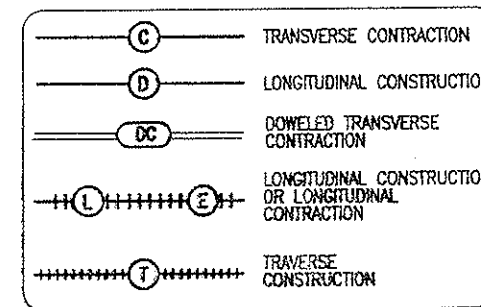 C TRANSVERSE CONTRACTION
D LONGITUDINAL CONSTRUCTIO
DC DOWELED TRANSVERSE
CONTRACTION
L E LONGITUDINAL CONSTRUCTIO
OR LONGITUDINAL
CONTRACTION
T TRAVERSE
CONSTRUCTION